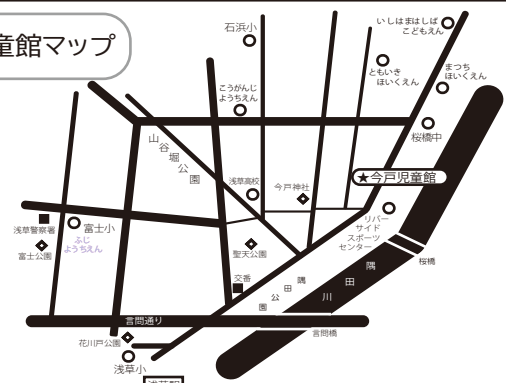 童館マップ
石浜小
いしはまはしば
こどもえん
ともいき
ほいくえん
まつち
ほいくえん
こうがんじ
ようちえん
桜橋中
山谷堀公園
★今戸児童館
浅草高校
今戸神社
リバー
サイド
スポーツ
センター
浅草警察署
富士小
ふじ
ようちえん
富士公園
聖天公園
桜橋
交番
隅田公園
隅田川
言問通り
言問橋
花川戸公園
浅草小